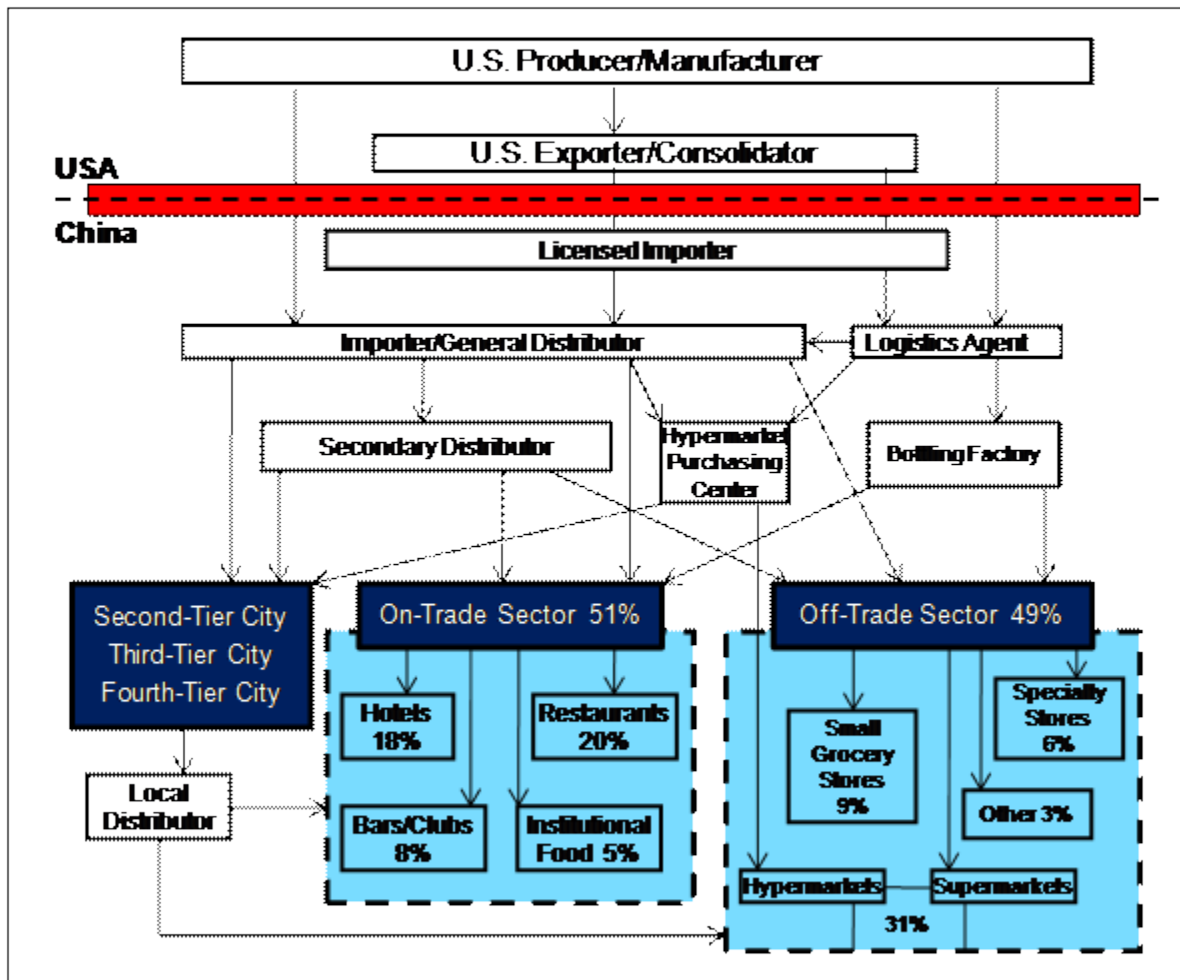 U.S. Producer/Manufacturer
U.S. Exporter/Consolidator
USA
China
Licensed Importer
Importer/General Distributor
Logistics Agent
Secondary Distributor
Hypermarket
Purchasing
Center
Bottling Factory
Second-Tier City
Third-Tier City
Fourth-Tier City
On-Trade Sector 51%
Off-Trade Sector 49%
Hotels
18%
Restaurants
20%
Small
Grocery
Stores
9%
Specialty
Stores
6%
Local
Distributor
Bars/Clubs
8%
Institutional
Food 5%
Other 3%
Hypermarkets
Supermarkets
31%